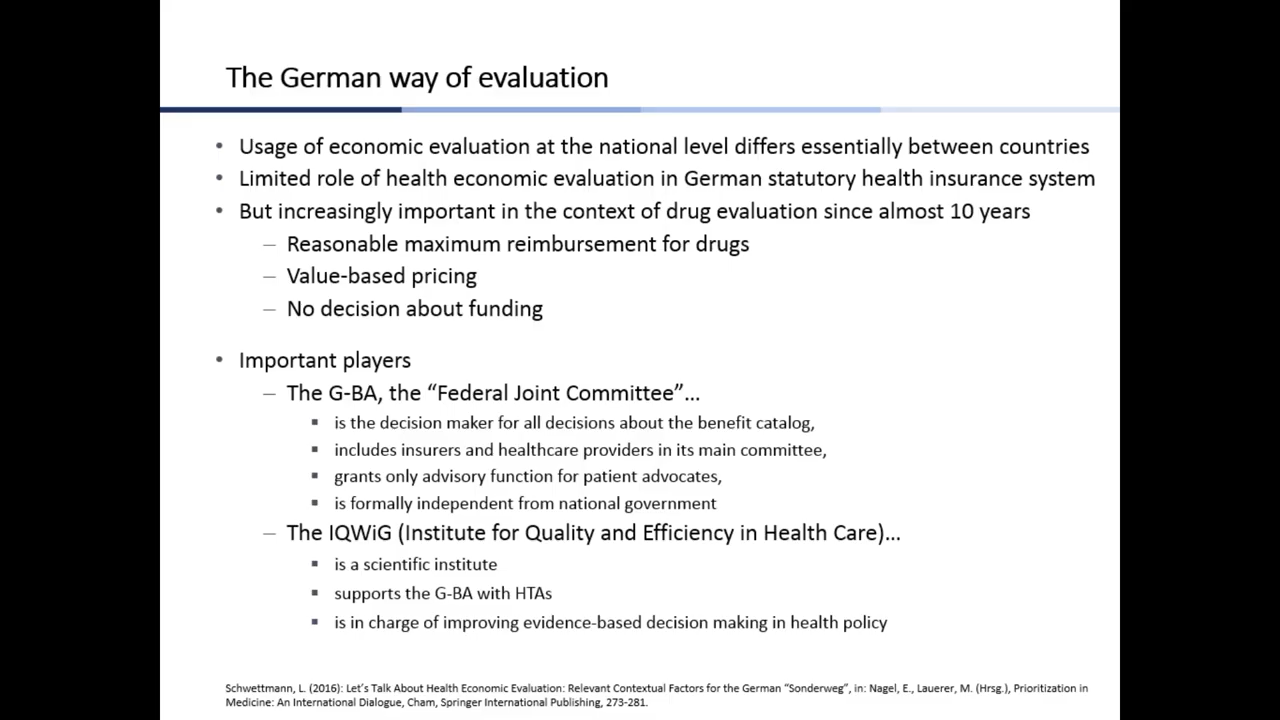 The German way of evaluation
• Usage of economic evaluation at the national level differs essentially between countries
• Limited role of health economic evaluation in German statutory health insurance system
• But increasingly important in the context of drug evaluation since almost 10 years
– Reasonable maximum reimbursement for drugs
– Value-based pricing
– No decision about funding
• Important players
– The G-BA, the “Federal Joint Committee”...
▪ is the decision maker for all decisions about the benefit catalog,
▪ includes insurers and healthcare providers in its main committee,
▪ grants only advisory function for patient advocates,
▪ is formally independent from national government
– The IQWiG (Institute for Quality and Efficiency in Health Care)...
▪ is a scientific institute
▪ supports the G-BA with HTAs
▪ is in charge of improving evidence-based decision making in health policy
Schwettmann, L. (2016): Let’s Talk About Health Economic Evaluation: Relevant Contextual Factors for the German “Sonderweg”, in: Nagel, E., Lauerer, M. (Hrsg.), Prioritization in
Medicine: An International Dialogue, Cham, Springer International Publishing, 273-281.